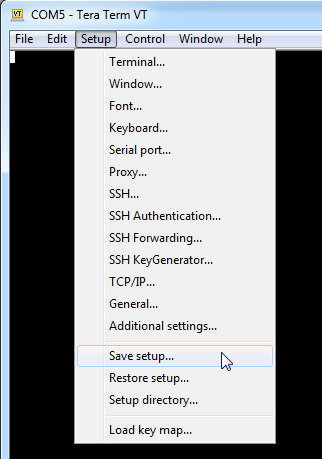 VT COM5 - Tera Term VT
File Edit Setup Control Window Help
Terminal...
Window...
Font...
Keyboard...
Serial port...
Proxy...
SSH...
SSH Authentication...
SSH Forwarding...
SSH KeyGenerator...
TCP/IP...
General...
Additional settings...
Save setup...
Restore setup...
Setup directory...
Load key map...